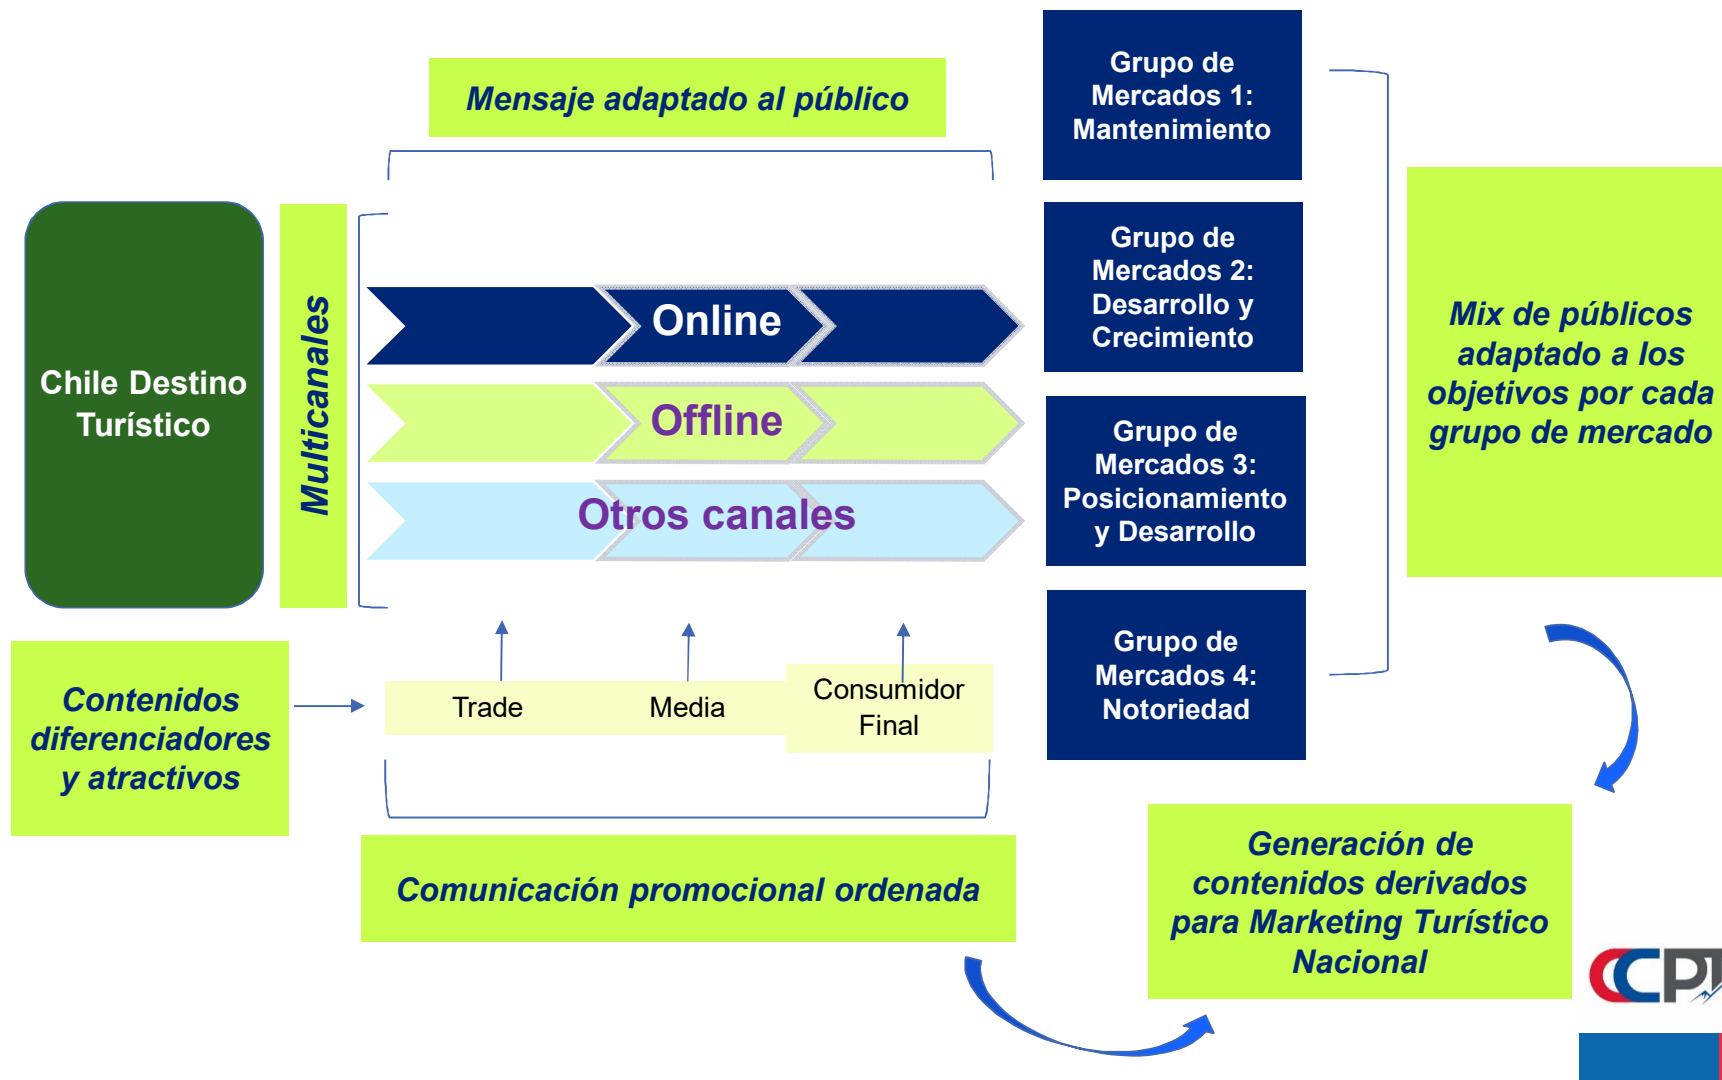 Mensaje adaptado al público
Grupo de
Mercados 1:
Mantenimiento
Chile Destino
Turístico
Multicanales
Online
Offline
Otros canales
Grupo de
Mercados 2:
Desarrollo y
Crecimiento
Grupo de
Mercados 3:
Posicionamiento
y Desarrollo
Grupo de
Mercados 4:
Notoriedad
Mix de públicos
adaptado a los
objetivos por cada
grupo de mercado
Contenidos
diferenciadores
y atractivos
Trade
Media
Consumidor
Final
Comunicación promocional ordenada
Generación de
contenidos derivados
para Marketing Turístico
Nacional
CCPT